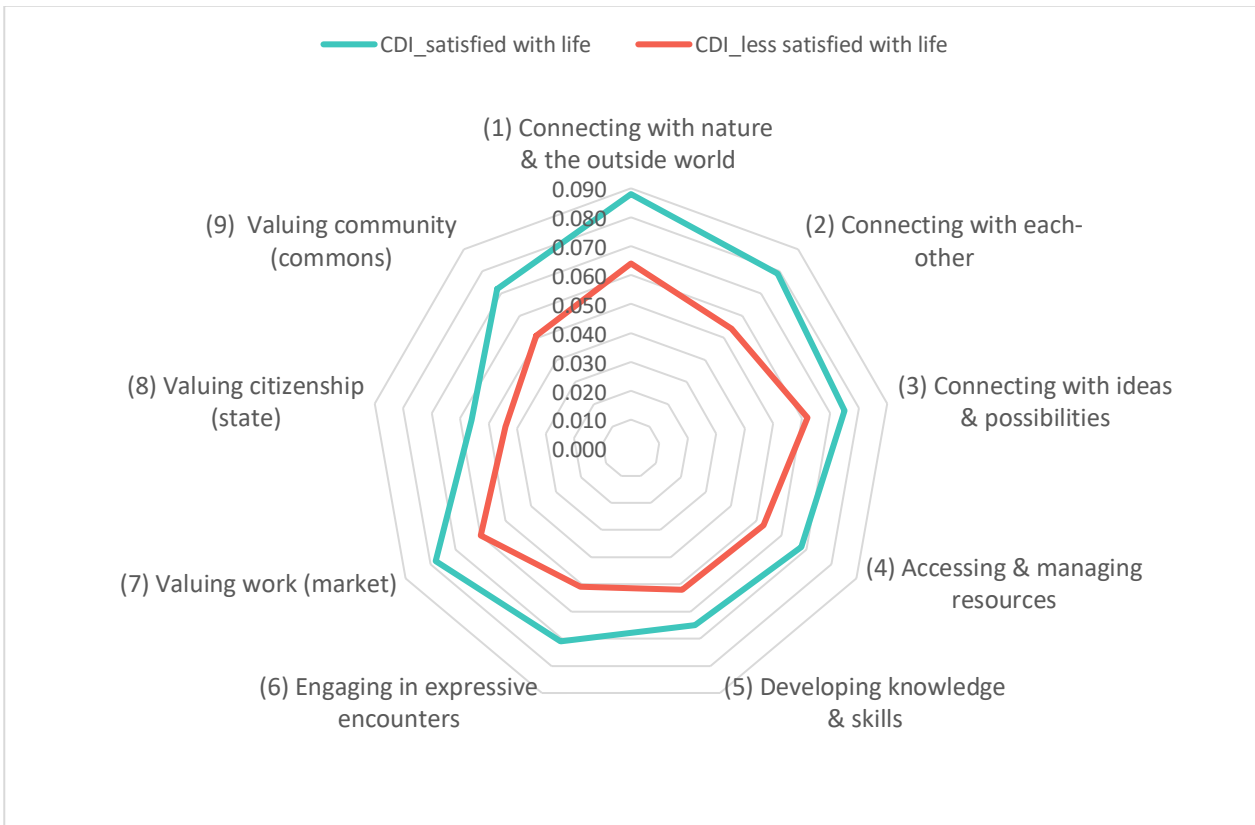 CDI_satisfied with life
CDI_less satisfied with life
(1) Connecting with nature
& the outside world
0.090
0.080
0.070
0.060
0.050
0.040
0.030
0.020
0.010
0.000
(2) Connecting with each-
other
(3) Connecting with ideas
& possibilities
(4) Accessing & managing
resources
(5) Developing knowledge
& skills
(6) Engaging in expressive
encounters
(7) Valuing work (market)
(8) Valuing citizenship
(state)
(9)  Valuing community
(commons)